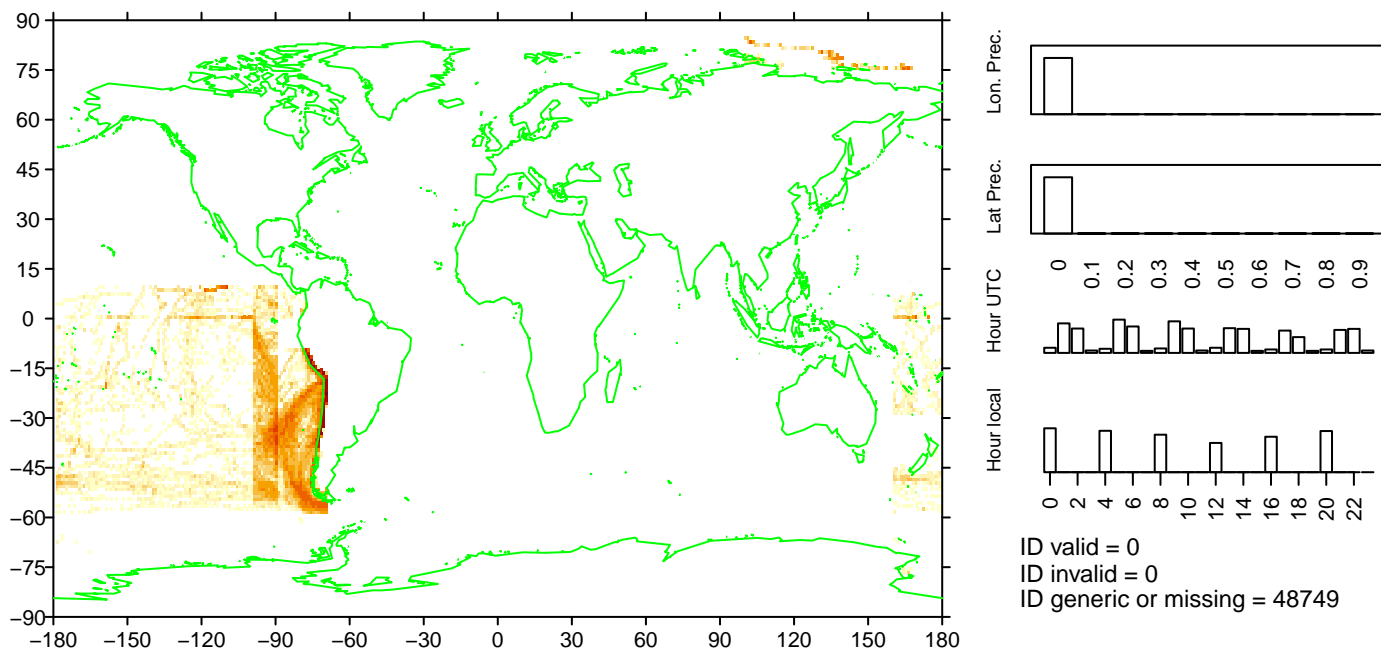 90
75
60
45
30
15
0
−15
−30
−45
−60
−75
−90
−180 −150 −120 −90 −60 −30 0 30 60 90 120 150 180
Lon. Prec.
Lat Prec.
0 0.1 0.2 0.3 0.4 0.5 0.6 0.7 0.8 0.9
Hour UTC
Hour local
0 2 4 6 8 10 12 14 16 18 20 22
ID valid = 0
ID invalid = 0
ID generic or missing = 48749